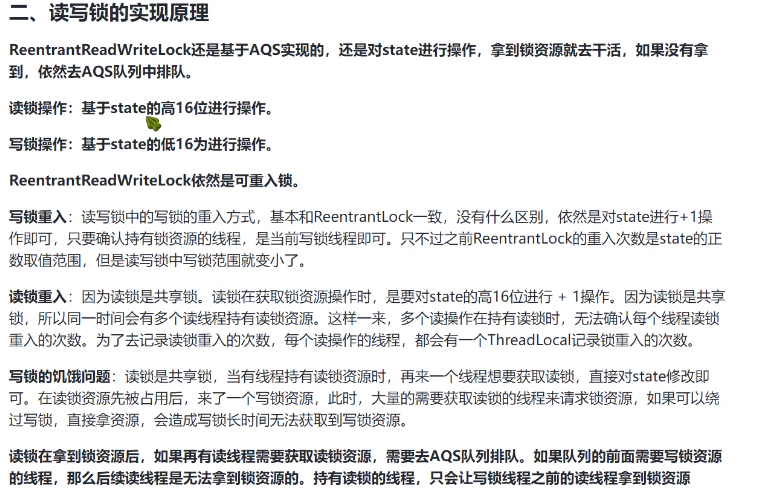 二、读写锁的实现原理
ReentrantReadWriteLock还是基于AQS实现的，还是对state进行操作，拿到锁资源就去干活，如果没有拿
到，依然去AQS队列中排队。
读锁操作：基于state的高16位进行操作。
写锁操作：基于state的低16为进行操作。
ReentrantReadWriteLock依然是可重入锁。
写锁重入：读写锁中的写锁的重入方式，基本和ReentrantLock一致，没有什么区别，依然是对state进行+1操
作即可，只要确认持有锁资源的线程，是当前写锁线程即可。只不过之前ReentrantLock的重入次数是state的正
数取值范围，但是读写锁中写锁范围就变小了。
读锁重入：因为读锁是共享锁。读锁在获取锁资源操作时，是要对state的高16位进行 + 1操作。因为读锁是共享
锁，所以同一时间会有多个读线程持有读锁资源。这样一来，多个读操作在持有读锁时，无法确认每个线程读锁
重入的次数。为了去记录读锁重入的次数，每个读操作的线程，都会有一个ThreadLocal记录锁重入的次数。
写锁的饥饿问题：读锁是共享锁，当有线程持有读锁资源时，再来一个线程想要获取读锁，直接对state修改即
可。在读锁资源先被占用后，来了一个写锁资源，此时，大量的需要获取读锁的线程来请求锁资源，如果可以绕
过写锁，直接拿资源，会造成写锁长时间无法获取到写锁资源。
读锁在拿到锁资源后，如果再有读线程需要获取读锁资源，需要去AQS队列排队。如果队列的前面需要写锁资源
的线程，那么后续读线程是无法拿到锁资源的。持有读锁的线程，只会让写锁线程之前的读线程拿到锁资源